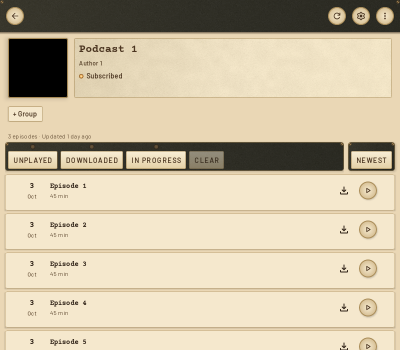 Podcast 1
Author 1
Subscribed
+ Group
3 episodes · Updated 1 day ago
UNPLAYED DOWNLOADED IN PROGRESS CLEAR NEWEST
3 Oct Episode 1 45 min
3 Oct Episode 2 45 min
3 Oct Episode 3 45 min
3 Oct Episode 4 45 min
3 Episode 5